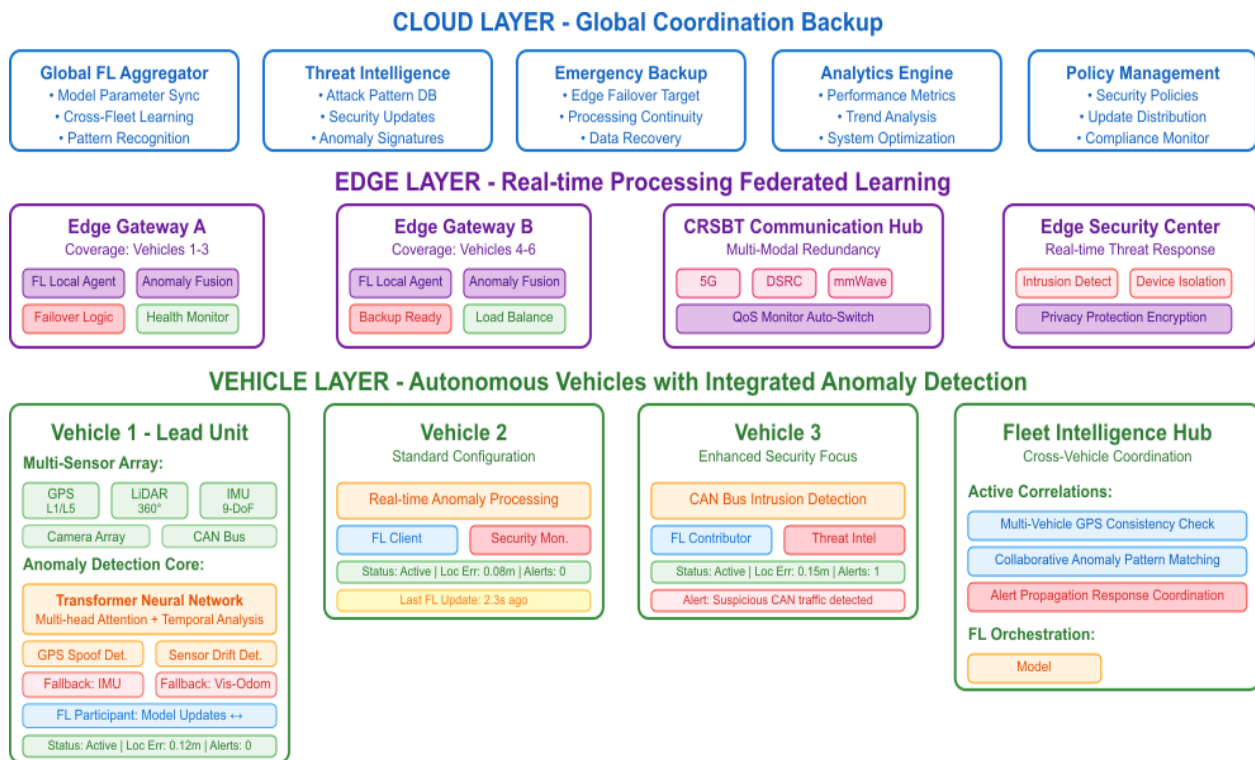 CLOUD LAYER - Global Coordination Backup
Global FL Aggregator
• Model Parameter Sync
• Cross-Fleet Learning
• Pattern Recognition
Threat Intelligence
• Attack Pattern DB
• Security Updates
• Anomaly Signatures
Emergency Backup
• Edge Failover Target
• Processing Continuity
• Data Recovery
Analytics Engine
• Performance Metrics
• Trend Analysis
• System Optimization
Policy Management
• Security Policies
• Update Distribution
• Compliance Monitor
EDGE LAYER - Real-time Processing Federated Learning
Edge Gateway A
Coverage: Vehicles 1-3
FL Local Agent
Anomaly Fusion
Failover Logic
Health Monitor
Edge Gateway B
Coverage: Vehicles 4-6
FL Local Agent
Anomaly Fusion
Backup Ready
Load Balance
CRSBT Communication Hub
Multi-Modal Redundancy
5G
DSRC
mmWave
QoS Monitor Auto-Switch
Edge Security Center
Real-time Threat Response
Intrusion Detect
Device Isolation
Privacy Protection Encryption
VEHICLE LAYER - Autonomous Vehicles with Integrated Anomaly Detection
Vehicle 1 - Lead Unit
Multi-Sensor Array:
GPS
L1/L5
LiDAR
360°
IMU
9-DoF
Camera Array
CAN Bus
Anomaly Detection Core:
Transformer Neural Network
Multi-head Attention + Temporal Analysis
GPS Spoof Det.
Sensor Drift Det.
Fallback: IMU
Fallback: Vis-Odom
FL Participant: Model Updates ↔
Status: Active | Loc Err: 0.12m | Alerts: 0
Vehicle 2
Standard Configuration
Real-time Anomaly Processing
FL Client
Security Mon.
Status: Active | Loc Err: 0.08m | Alerts: 0
Last FL Update: 2.3s ago
Vehicle 3
Enhanced Security Focus
CAN Bus Intrusion Detection
FL Contributor
Threat Intel
Status: Active | Loc Err: 0.15m | Alerts: 1
Alert: Suspicious CAN traffic detected
Fleet Intelligence Hub
Cross-Vehicle Coordination
Active Correlations:
Multi-Vehicle GPS Consistency Check
Collaborative Anomaly Pattern Matching
Alert Propagation Response Coordination
FL Orchestration:
Model